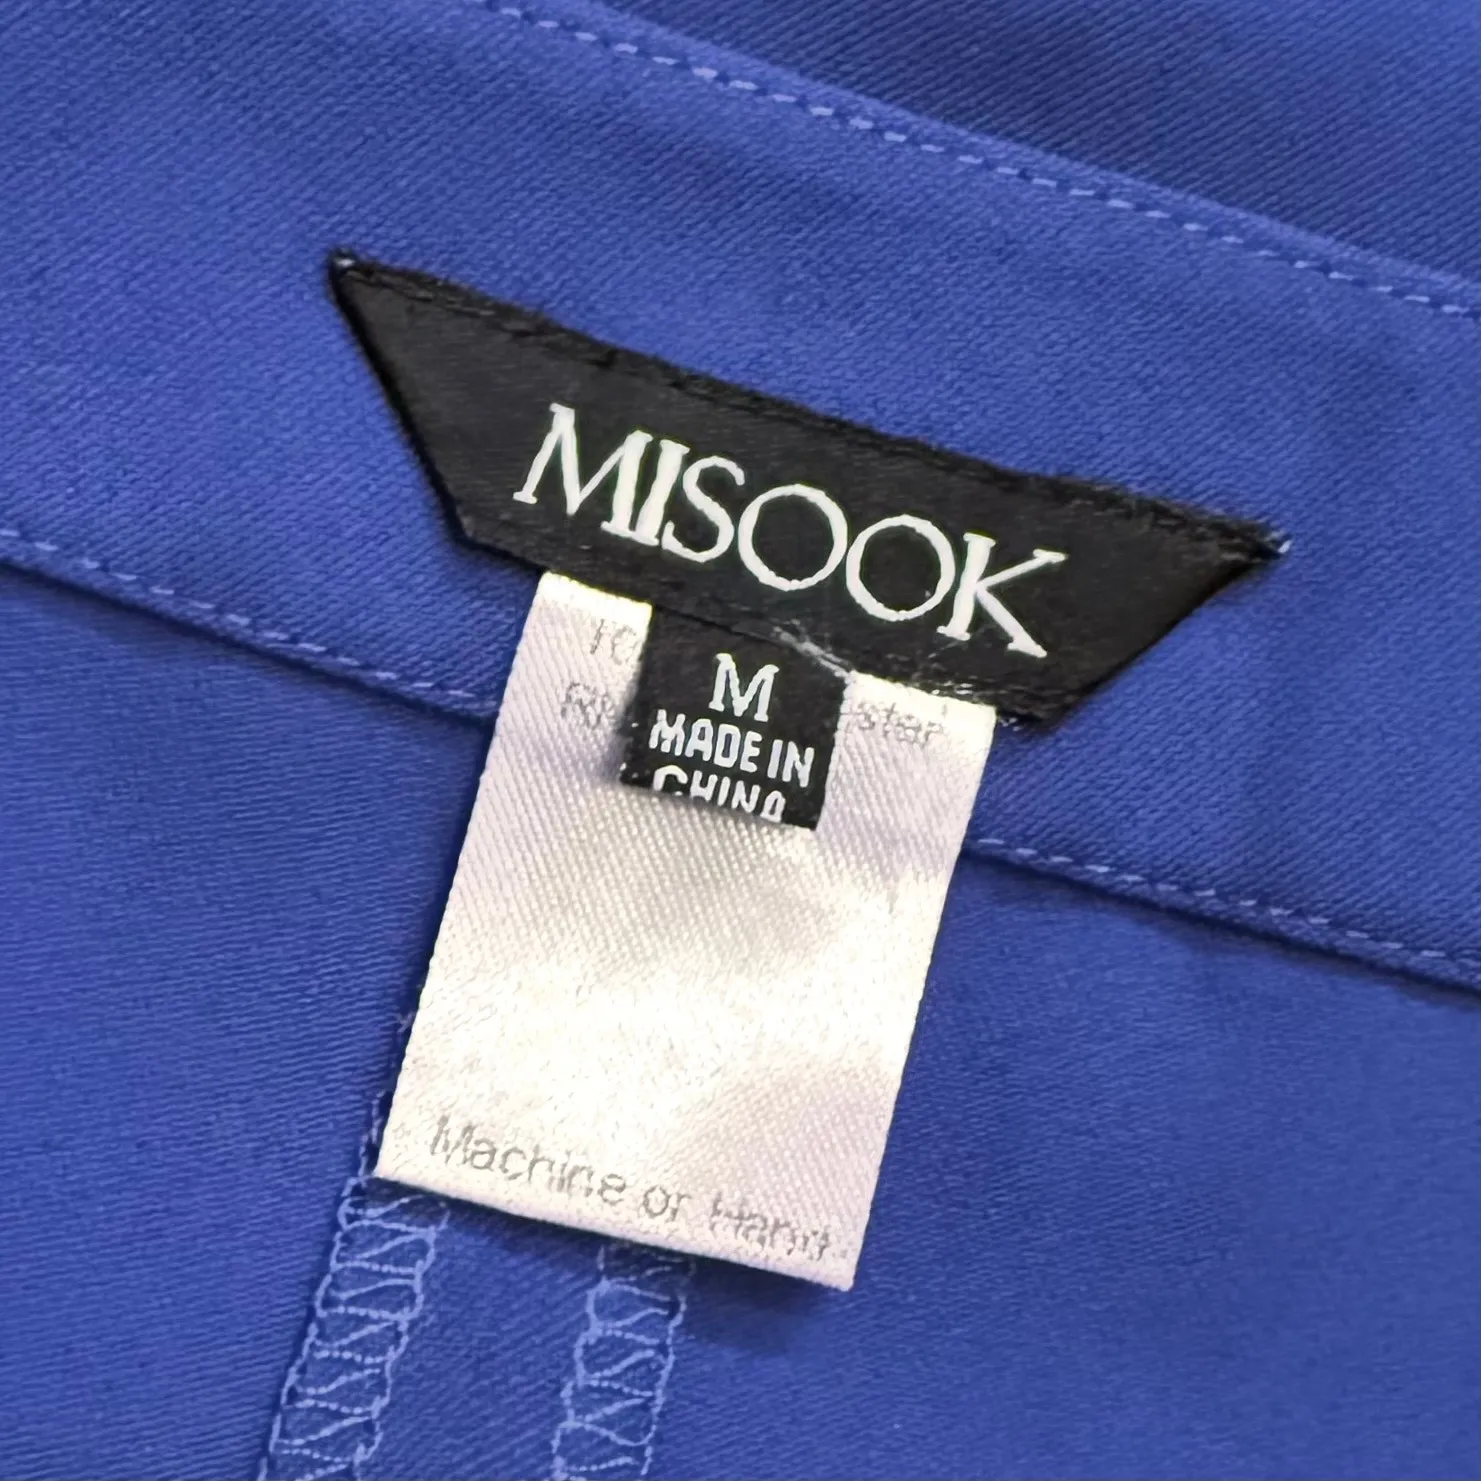 MISOOK
M
MADE IN
CHINA
Machine or Hand